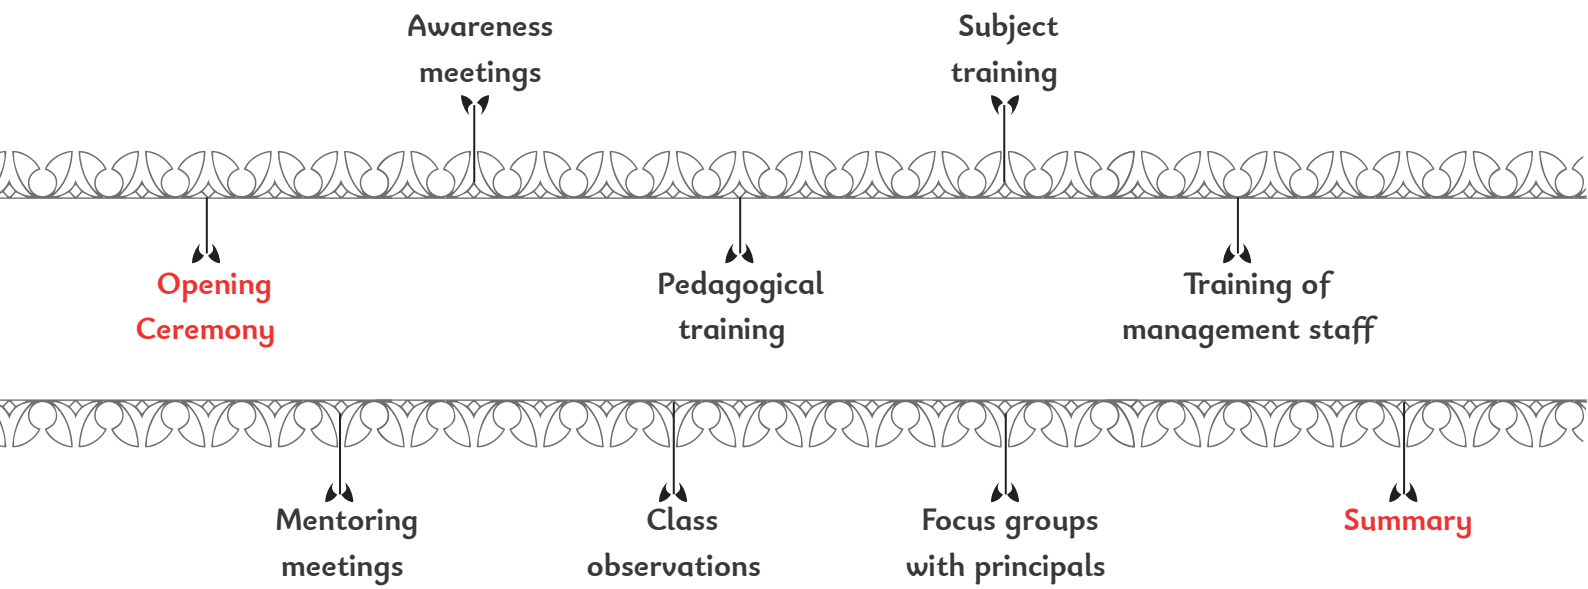 Awareness
meetings
Subject
training
Opening
Ceremony
Pedagogical
training
Training of
management staff
Mentoring
meetings
Class
observations
Focus groups
with principals
Summary